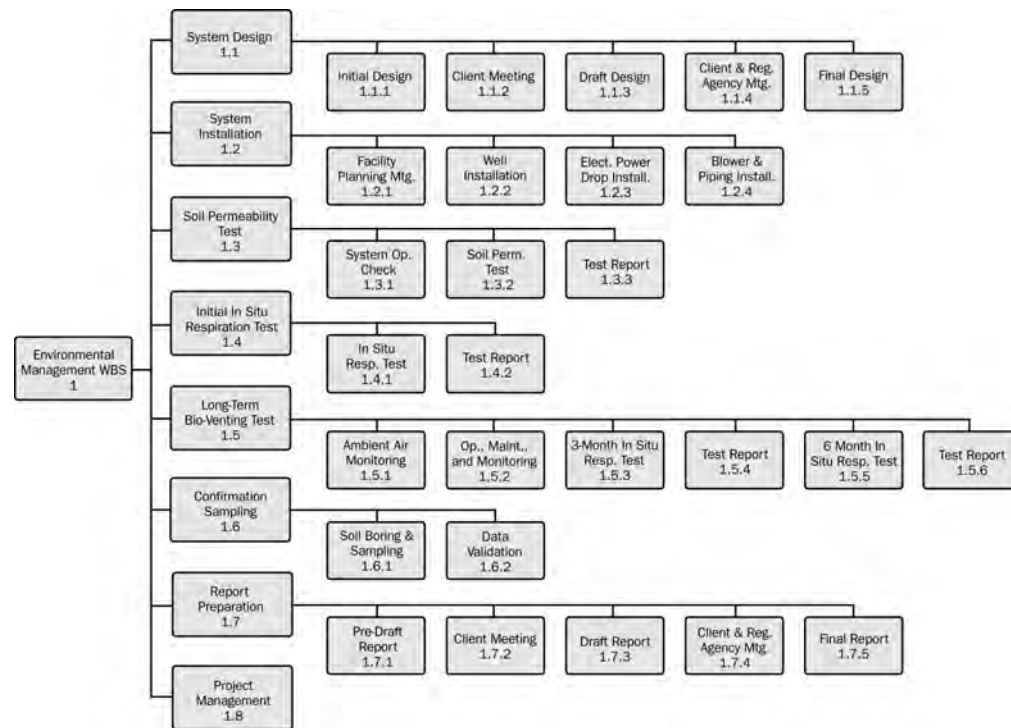 System Design
1.1
Initial Design
1.1.1
Client Meeting
1.1.2
Draft Design
1.1.3
Client & Reg.
Agency Mtg.
1.1.4
Final Design
1.1.5
System
Installation
1.2
Facility
Planning Mtg.
1.2.1
Well
Installation
1.2.2
Elect. Power
Drop Install.
1.2.3
Blower &
Piping Install.
1.2.4
Soil Permeability
Test
1.3
System Op.
Check
1.3.1
Soil Perm.
Test
1.3.2
Test Report
1.3.3
Initial In Situ
Respiration Test
1.4
In Situ
Resp. Test
1.4.1
Test Report
1.4.2
Environmental
Management WBS
1
Long-Term
Bio-Venting Test
1.5
Ambient Air
Monitoring
1.5.1
Op., Maint.,
and Monitoring
1.5.2
3-Month In Situ
Resp. Test
1.5.3
Test Report
1.5.4
6 Month In
Situ Resp. Test
1.5.5
Test Report
1.5.6
Confirmation
Sampling
1.6
Soil Boring &
Sampling
1.6.1
Data
Validation
1.6.2
Report
Preparation
1.7
Pre-Draft
Report
1.7.1
Client Meeting
1.7.2
Draft Report
1.7.3
Client & Reg.
Agency Mtg.
1.7.4
Final Report
1.7.5
Project
Management
1.8